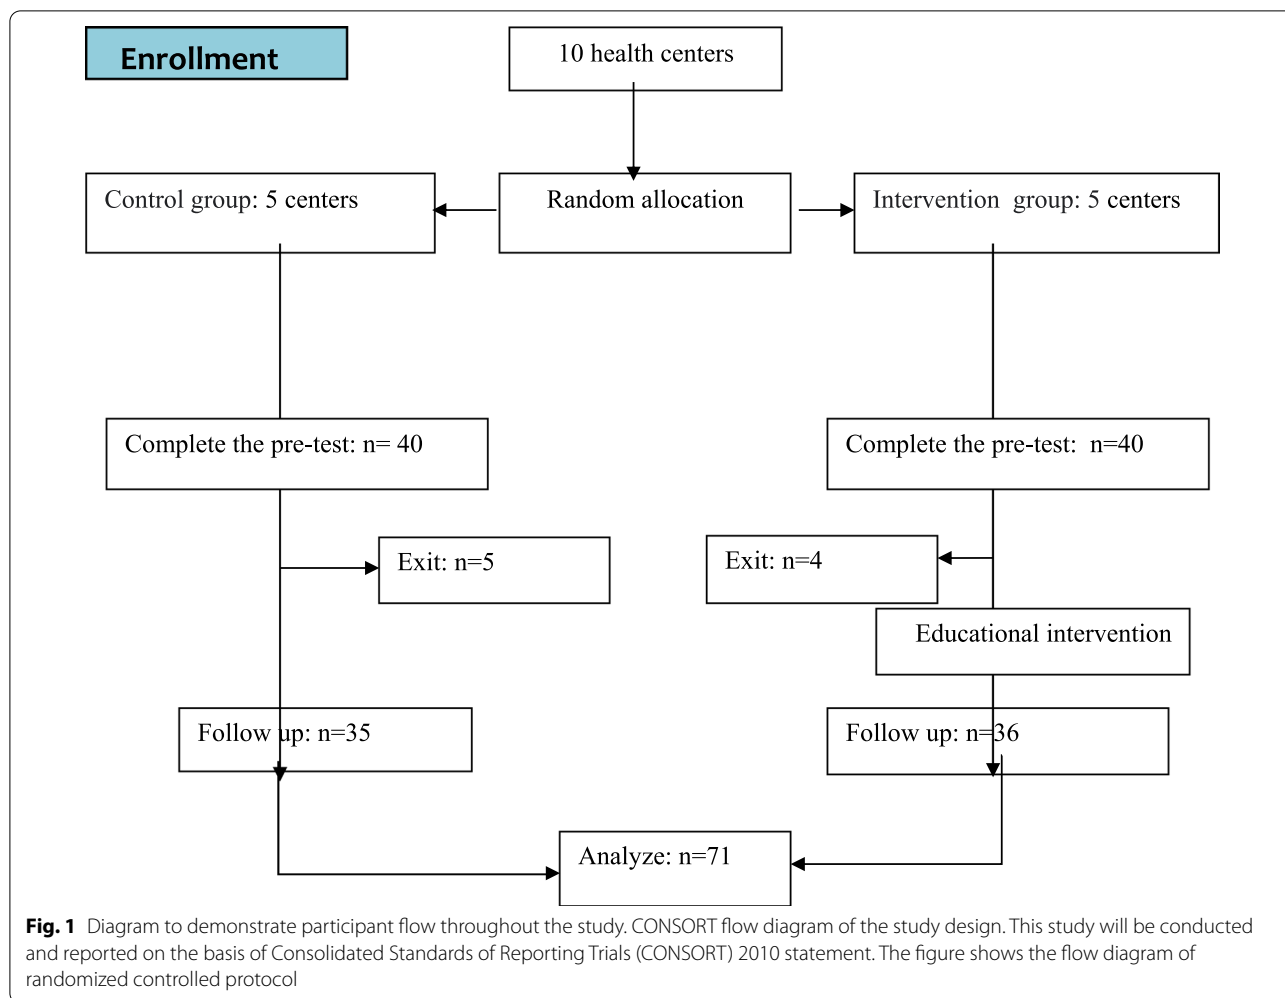 Enrollment
10 health centers
Control group: 5 centers
Random allocation
Intervention group: 5 centers
Complete the pre-test: n= 40
Complete the pre-test: n=40
Exit: n=5
Exit: n=4
Educational intervention
Follow up: n=35
Follow up: n=36
Analyze: n=71
Fig. 1 Diagram to demonstrate participant flow throughout the study. CONSORT flow diagram of the study design. This study will be conducted
and reported on the basis of Consolidated Standards of Reporting Trials (CONSORT) 2010 statement. The figure shows the flow diagram of
randomized controlled protocol